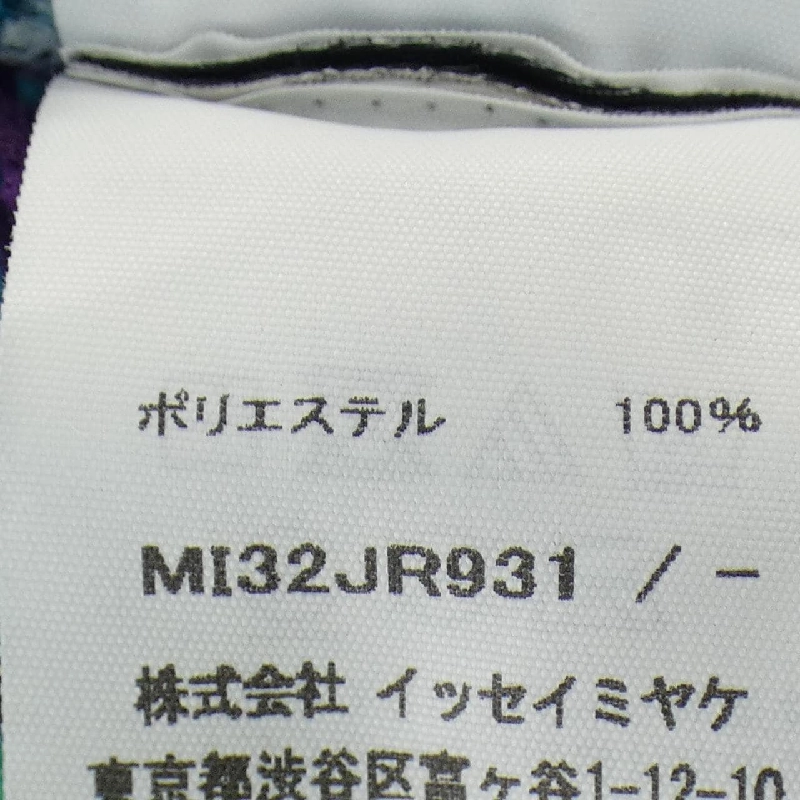 ポリエステル 100%
MI32JR931 / -
株式会社 イッセイミヤケ
東京都渋谷区富ヶ谷1-12-10